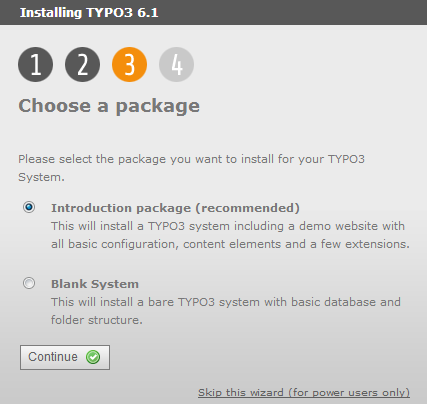 Installing TYPO3 6.1
1 2 3 4
Choose a package
Please select the package you want to install for your TYPO3
System.
Introduction package (recommended)
This will install a TYPO3 system including a demo website with
all basic configuration, content elements and a few extensions.
Blank System
This will install a bare TYPO3 system with basic database and
folder structure.
Continue
Skip this wizard (for power users only)